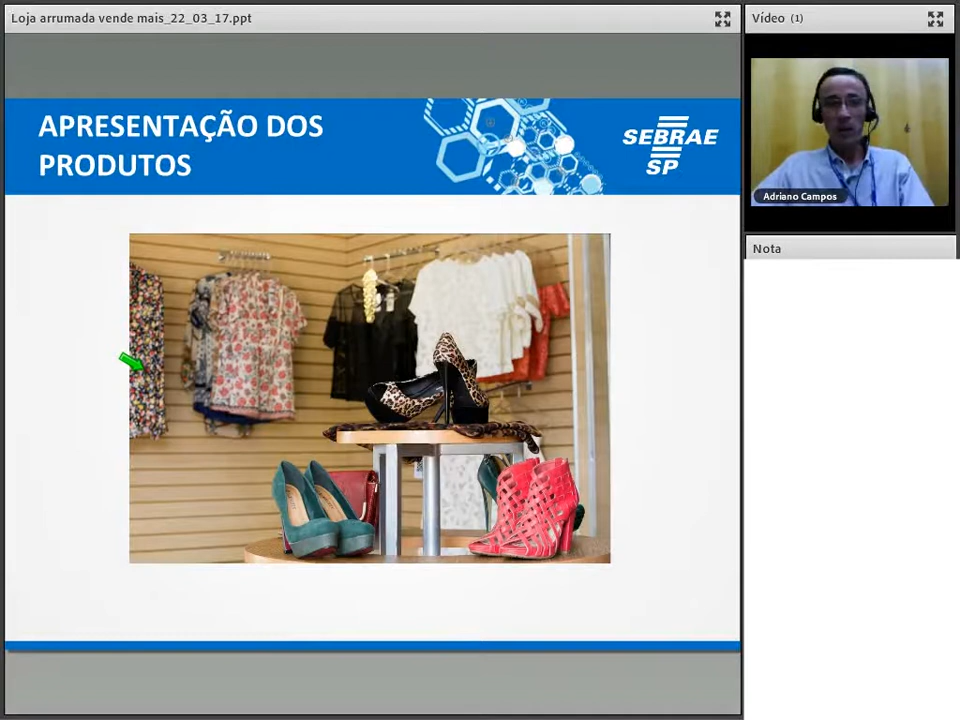 Loja arrumada vende mais_22_03_17.ppt
Vídeo (1)
APRESENTAÇÃO DOS
PRODUTOS
SEBRAE
SP
Adriano Campos
Nota